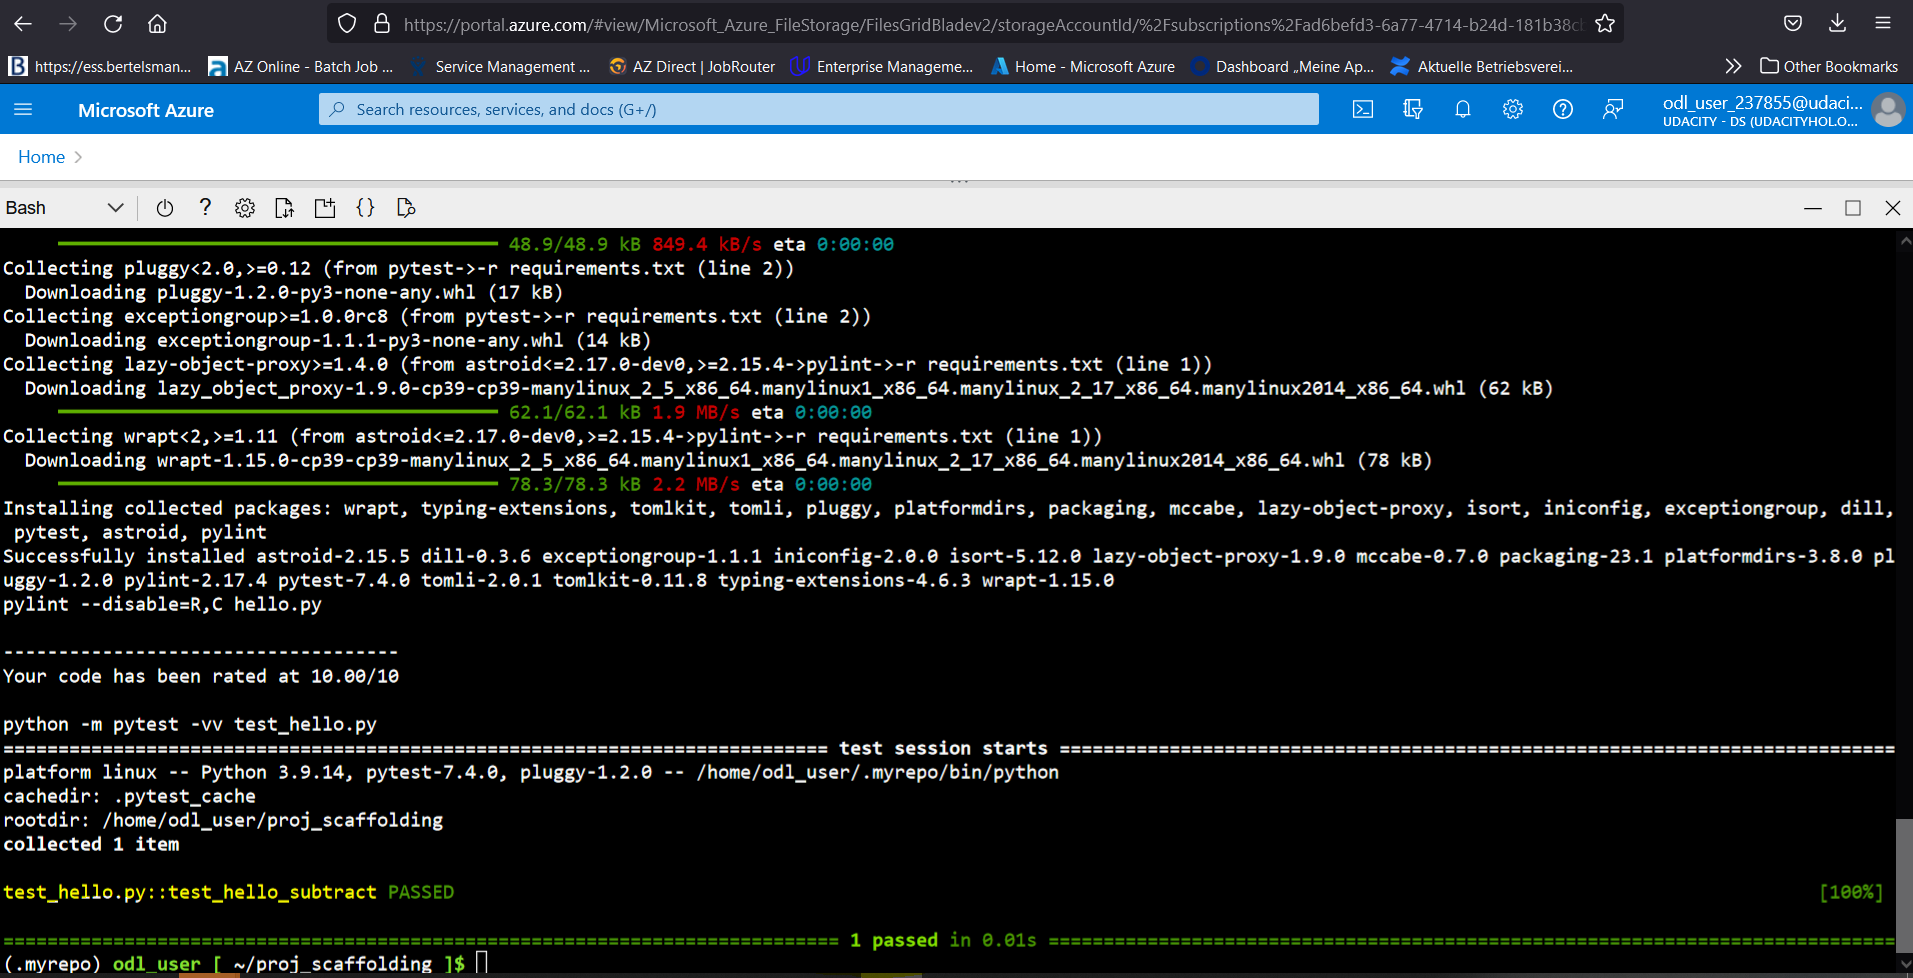 https://portal.azure.com/#view/Microsoft_Azure_FileStorage/FilesGridBladev2/storageAccountId/%2Fsubscriptions%2Fad6befd3-6a77-4714-b24d-181b38c
https://ess.bertelsman... AZ Online - Batch Job ... Service Management ... AZ Direct | JobRouter Enterprise Manageme... Home - Microsoft Azure Dashboard „Meine Ap... Aktuelle Betriebsverei... Other Bookmarks
Microsoft Azure Search resources, services, and docs (G+/) odl_user_237855@udaci...
UDACITY - DS (UDACITYHOL.O...
Home
Bash
48.9/48.9 kB 849.4 kB/s eta 0:00:00
Collecting pluggy<2.0,>=0.12 (from pytest->-r requirements.txt (line 2))
Downloading pluggy-1.2.0-py3-none-any.whl (17 kB)
Collecting exceptiongroup>=1.0.0rc8 (from pytest->-r requirements.txt (line 2))
Downloading exceptiongroup-1.1.1-py3-none-any.whl (14 kB)
Collecting lazy-object-proxy>=1.4.0 (from astroid<=2.17.0-dev0,>=2.15.4->pylint->-r requirements.txt (line 1))
Downloading lazy_object_proxy-1.9.0-cp39-cp39-manylinux_2_5_x86_64.manylinux1_x86_64.manylinux_2_17_x86_64.manylinux2014_x86_64.whl (62 kB)
62.1/62.1 kB 1.9 MB/s eta 0:00:00
Collecting wrapt<2,>=1.11 (from astroid<=2.17.0-dev0,>=2.15.4->pylint->-r requirements.txt (line 1))
Downloading wrapt-1.15.0-cp39-cp39-manylinux_2_5_x86_64.manylinux1_x86_64.manylinux_2_17_x86_64.manylinux2014_x86_64.whl (78 kB)
78.3/78.3 kB 2.2 MB/s eta 0:00:00
Installing collected packages: wrapt, typing-extensions, tomlkit, tomli, pluggy, platformdirs, packaging, mccabe, lazy-object-proxy, isort, iniconfig, exceptiongroup, dill,
pytest, astroid, pylint
Successfully installed astroid-2.15.5 dill-0.3.6 exceptiongroup-1.1.1 iniconfig-2.0.0 isort-5.12.0 lazy-object-proxy-1.9.0 mccabe-0.7.0 packaging-23.1 platformdirs-3.8.0 pl
uggy-1.2.0 pylint-2.17.4 pytest-7.4.0 tomli-2.0.1 tomlkit-0.11.8 typing-extensions-4.6.3 wrapt-1.15.0
pylint --disable=R,C hello.py
------------------------------------
Your code has been rated at 10.00/10
python -m pytest -vv test_hello.py
=========================================================================== test session starts ============================================================================
platform linux -- Python 3.9.14, pytest-7.4.0, pluggy-1.2.0 -- /home/odl_user/.myrepo/bin/python
cachedir: .pytest_cache
rootdir: /home/odl_user/proj_scaffolding
collected 1 item
test_hello.py::test_hello_subtract PASSED [100%]
============================================================================ 1 passed in 0.01s =============================================================================
(.myrepo) odl_user [ ~/proj_scaffolding ]$